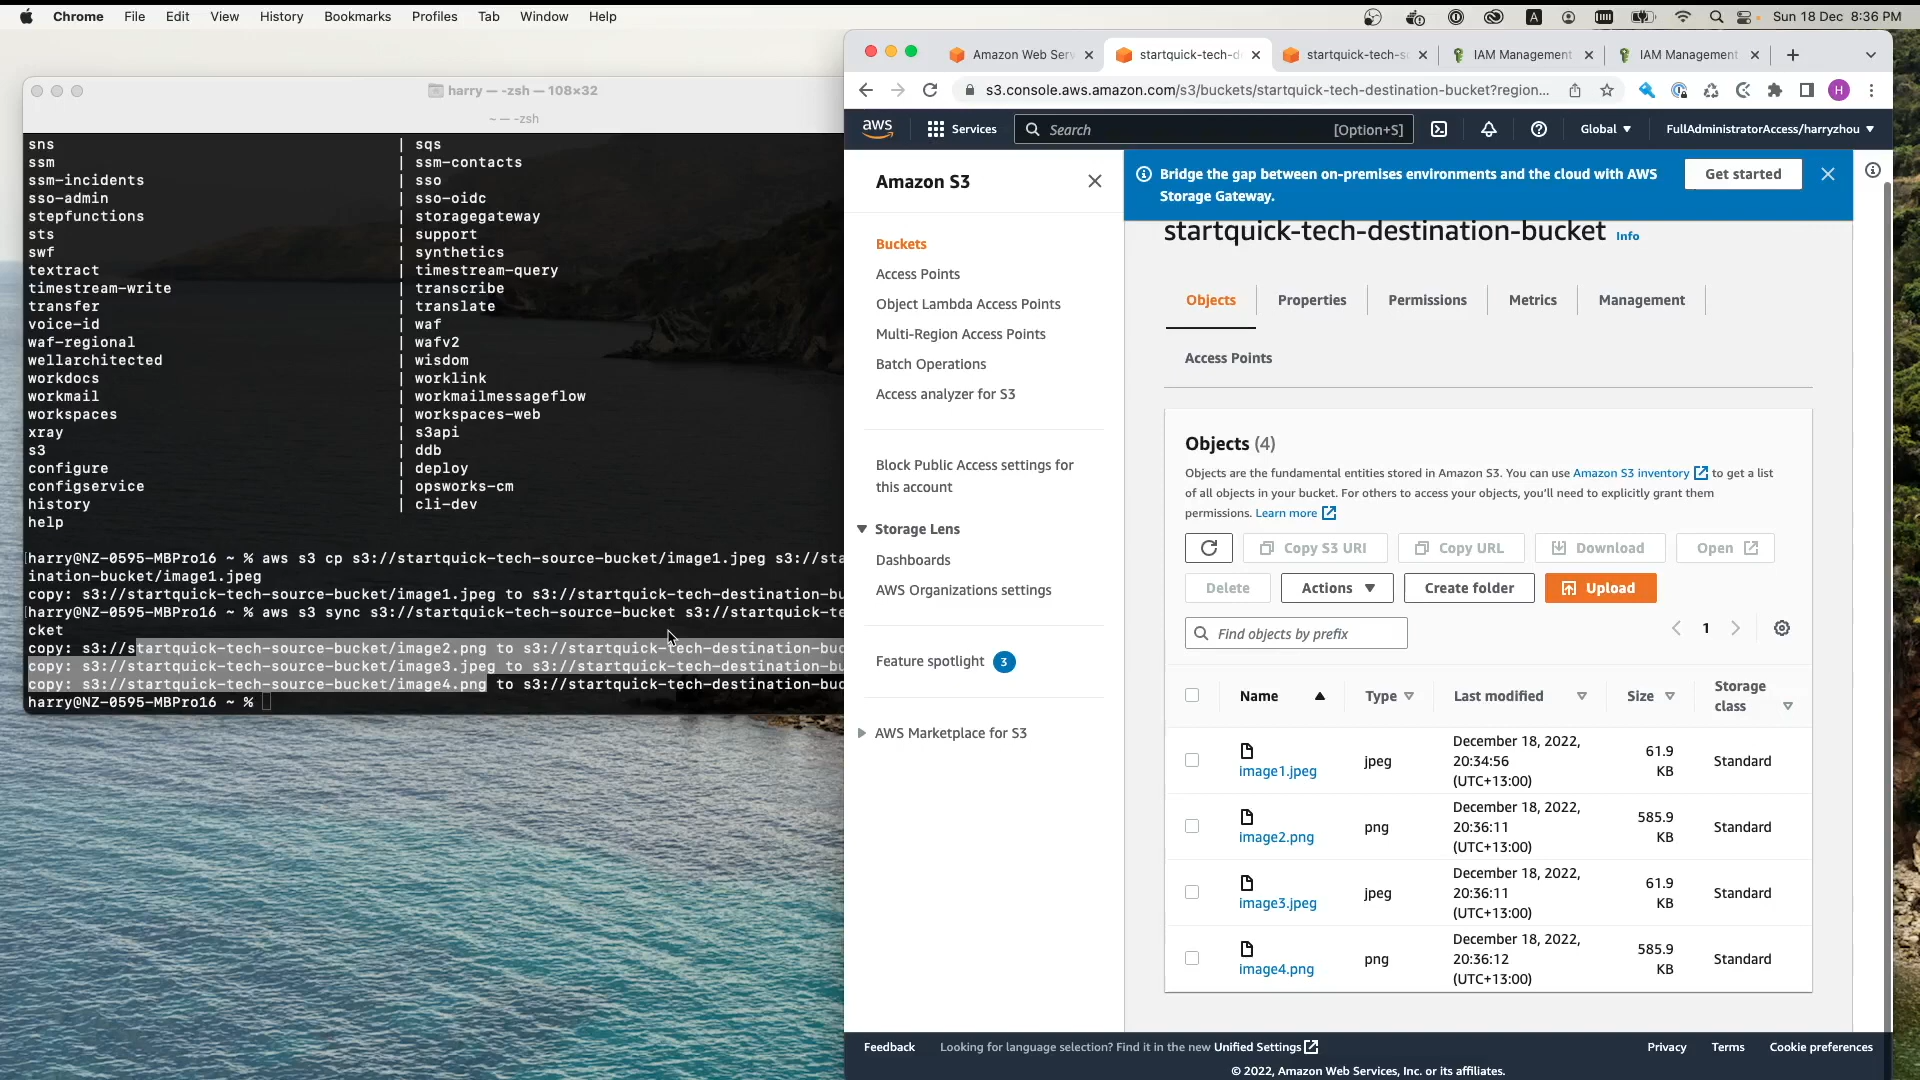 Chrome File Edit View History Bookmarks Profiles Tab Window Help
A
Sun 18 Dec 8:36 PM
harry — -zsh — 108×32
~ — -zsh
sns | sqs
ssm | ssm-contacts
ssm-incidents | sso
sso-admin | sso-oidc
stepfunctions | storagegateway
sts | support
swf | synthetics
textract | timestream-query
timestream-write | transcribe
transfer | translate
voice-id | waf
waf-regional | wafv2
wellarchitected | wisdom
workdocs | worklink
workmail | workmailmessageflow
workspaces | workspaces-web
xray | s3api
s3 | ddb
configure | deploy
configservice | opsworks-cm
history | cli-dev
help
[harry@NZ-0595-MBPro16 ~ % aws s3 cp s3://startquick-tech-source-bucket/image1.jpeg s3://sta
ination-bucket/image1.jpeg
copy: s3://startquick-tech-source-bucket/image1.jpeg to s3://startquick-tech-destination-bu
[harry@NZ-0595-MBPro16 ~ % aws s3 sync s3://startquick-tech-source-bucket s3://startquick-te
cket
copy: s3://startquick-tech-source-bucket/image2.png to s3://startquick-tech-destination-buc
copy: s3://startquick-tech-source-bucket/image3.jpeg to s3://startquick-tech-destination-bu
copy: s3://startquick-tech-source-bucket/image4.png to s3://startquick-tech-destination-buc
harry@NZ-0595-MBPro16 ~ %
Amazon Web Serv
startquick-tech-d
startquick-tech-s
IAM Management
IAM Management
s3.console.aws.amazon.com/s3/buckets/startquick-tech-destination-bucket?region...
H
aws Services Search [Option+S] Global FullAdministratorAccess/harryzhou
Amazon S3
Buckets
Access Points
Object Lambda Access Points
Multi-Region Access Points
Batch Operations
Access analyzer for S3
Block Public Access settings for
this account
Storage Lens
Dashboards
AWS Organizations settings
Feature spotlight 3
AWS Marketplace for S3
Bridge the gap between on-premises environments and the cloud with AWS
Storage Gateway.
Get started
startquick-tech-destination-bucket Info
Objects Properties Permissions Metrics Management
Access Points
Objects (4)
Objects are the fundamental entities stored in Amazon S3. You can use Amazon S3 inventory to get a list
of all objects in your bucket. For others to access your objects, you'll need to explicitly grant them
permissions. Learn more
Copy S3 URI Copy URL Download Open
Delete Actions Create folder Upload
Find objects by prefix
1
Name Type Last modified Size Storage class
image1.jpeg jpeg December 18, 2022, 20:34:56 (UTC+13:00) 61.9 KB Standard
image2.png png December 18, 2022, 20:36:11 (UTC+13:00) 585.9 KB Standard
image3.jpeg jpeg December 18, 2022, 20:36:11 (UTC+13:00) 61.9 KB Standard
image4.png png December 18, 2022, 20:36:12 (UTC+13:00) 585.9 KB Standard
Feedback Looking for language selection? Find it in the new Unified Settings Privacy Terms Cookie preferences
© 2022, Amazon Web Services, Inc. or its affiliates.